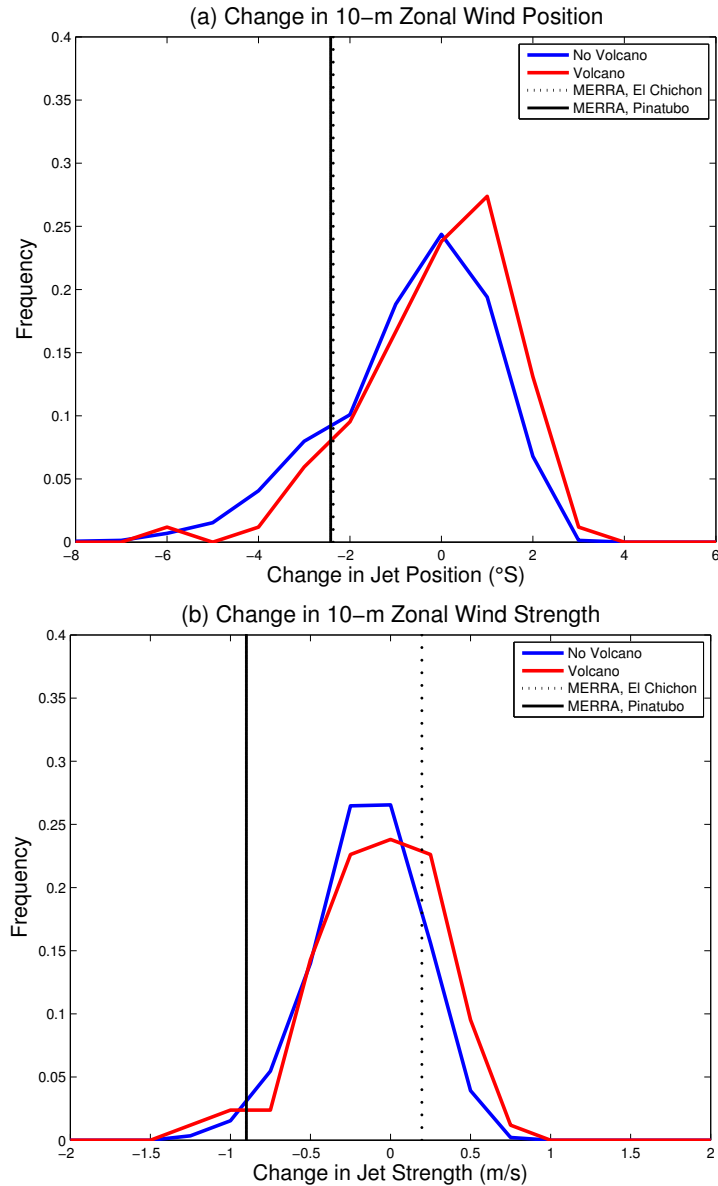 (a) Change in 10−m Zonal Wind Position
0.4
0.35
0.3
0.25
0.2
0.15
0.1
0.05
0
Frequency
No Volcano
Volcano
MERRA, El Chichon
MERRA, Pinatubo
−8 −6 −4 −2 0 2 4 6
Change in Jet Position (°S)
(b) Change in 10−m Zonal Wind Strength
0.4
0.35
0.3
0.25
0.2
0.15
0.1
0.05
0
Frequency
No Volcano
Volcano
MERRA, El Chichon
MERRA, Pinatubo
−2 −1.5 −1 −0.5 0 0.5 1 1.5 2
Change in Jet Strength (m/s)